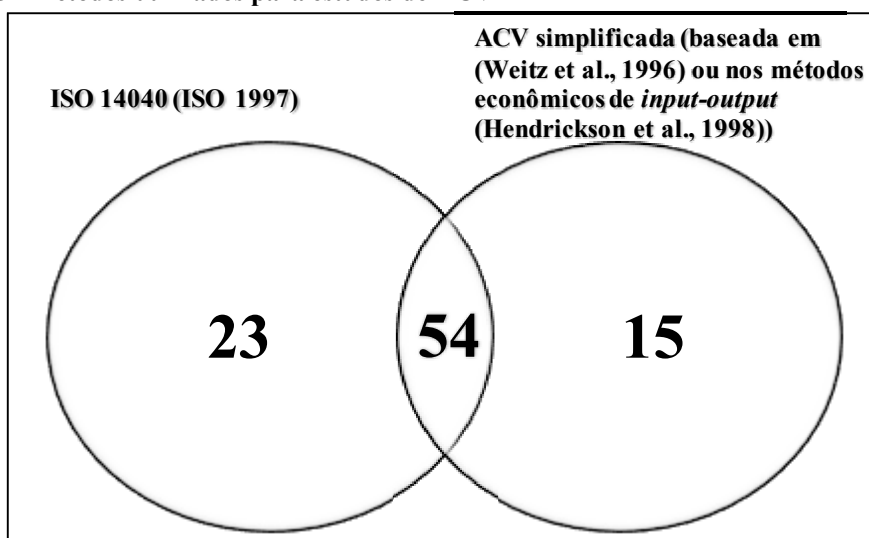 ISO 14040 (ISO 1997)
ACV simplificada (baseada em
(Weitz et al., 1996) ou nos métodos
econômicos de input-output
(Hendrickson et al., 1998))
23
54
15